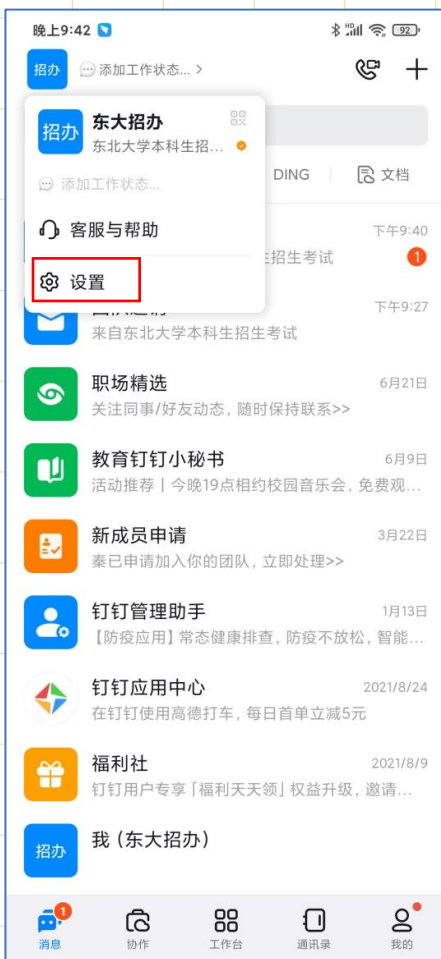 晚上9:42
92
招办
添加工作状态... >
招办
东大招办
东北大学本科生招...
添加工作状态...
DING
文档
客服与帮助
下午9:40
招生考试
1
设置
下午9:27
来自东北大学本科生招生考试
职场精选
6月21日
关注同事/好友动态，随时保持联系>>
教育钉钉小秘书
6月9日
活动推荐丨今晚19点相约校园音乐会，免费观...
新成员申请
3月22日
秦已申请加入你的团队，立即处理>>
钉钉管理助手
1月13日
【防疫应用】常态健康排查，防疫不放松，智能...
钉钉应用中心
2021/8/24
在钉钉使用高德打车，每日首单立减5元
福利社
2021/8/9
钉钉用户专享「福利天天领」权益升级，邀请...
招办
我（东大招办）
1
消息
协作
工作台
通讯录
我的